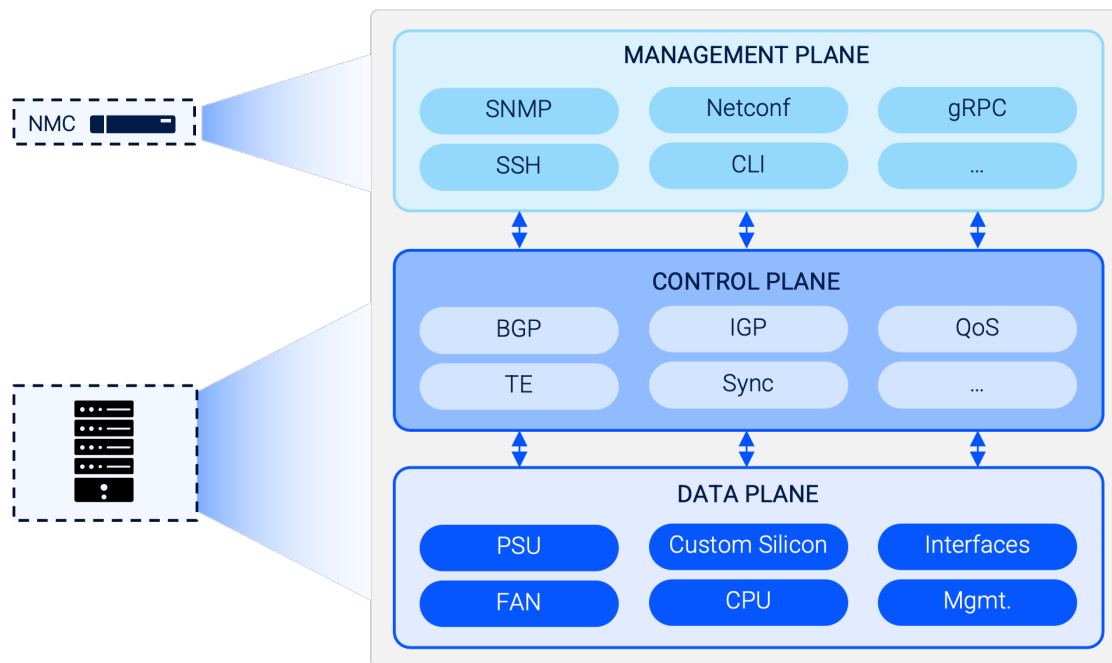 NMC
MANAGEMENT PLANE
SNMP
Netconf
gRPC
SSH
CLI
...
CONTROL PLANE
BGP
IGP
QoS
TE
Sync
...
DATA PLANE
PSU
Custom Silicon
Interfaces
FAN
CPU
Mgmt.